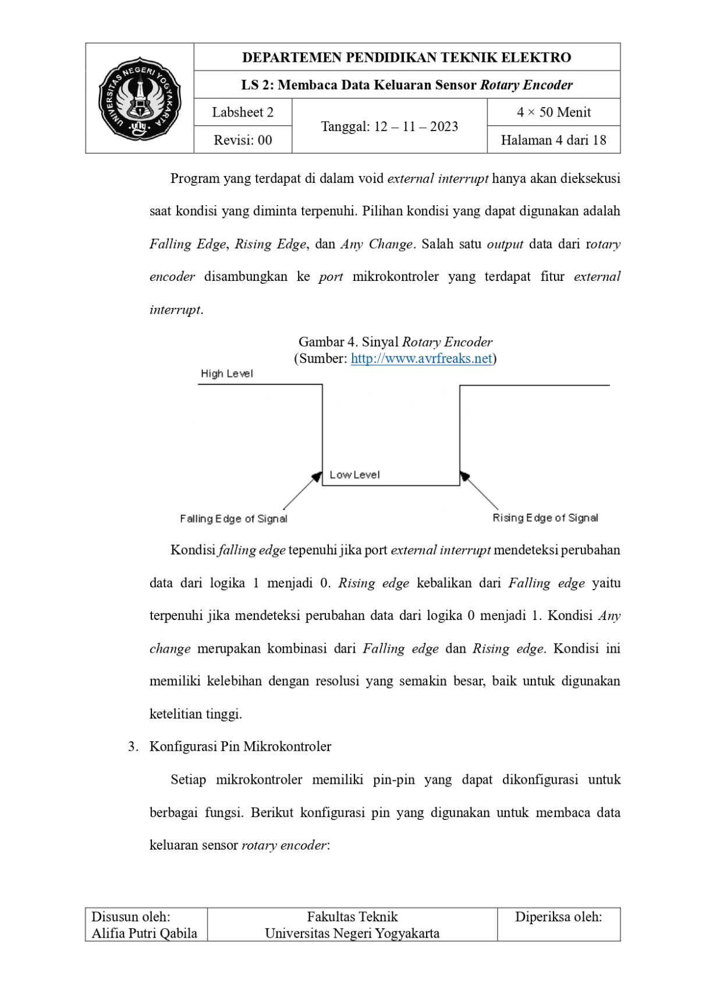 UNIVERSITAS NEGERI YOGYAKARTA
uny
DEPARTEMEN PENDIDIKAN TEKNIK ELEKTRO
LS 2: Membaca Data Keluaran Sensor Rotary Encoder
Labsheet 2
Tanggal: 12 – 11 – 2023
4 × 50 Menit
Revisi: 00
Halaman 4 dari 18
Program yang terdapat di dalam void external interrupt hanya akan dieksekusi
saat kondisi yang diminta terpenuhi. Pilihan kondisi yang dapat digunakan adalah
Falling Edge, Rising Edge, dan Any Change. Salah satu output data dari rotary
encoder disambungkan ke port mikrokontroler yang terdapat fitur external
interrupt.
Gambar 4. Sinyal Rotary Encoder
(Sumber: http://www.avrfreaks.net)
High Level
Low Level
Falling Edge of Signal
Rising Edge of Signal
Kondisi falling edge tepenuhi jika port external interrupt mendeteksi perubahan
data dari logika 1 menjadi 0. Rising edge kebalikan dari Falling edge yaitu
terpenuhi jika mendeteksi perubahan data dari logika 0 menjadi 1. Kondisi Any
change merupakan kombinasi dari Falling edge dan Rising edge. Kondisi ini
memiliki kelebihan dengan resolusi yang semakin besar, baik untuk digunakan
ketelitian tinggi.
3. Konfigurasi Pin Mikrokontroler
Setiap mikrokontroler memiliki pin-pin yang dapat dikonfigurasi untuk
berbagai fungsi. Berikut konfigurasi pin yang digunakan untuk membaca data
keluaran sensor rotary encoder:
Disusun oleh:
Alifia Putri Qabila
Fakultas Teknik
Universitas Negeri Yogyakarta
Diperiksa oleh: